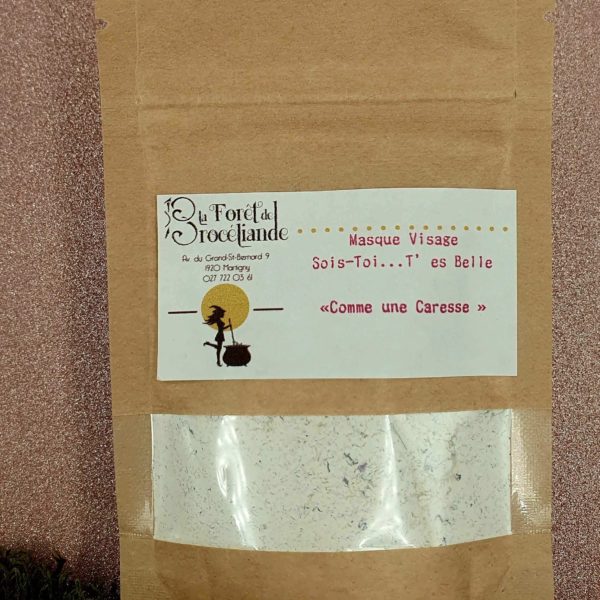 la Forêt de
Brocéliande
Av. du Grand-St-Bernard 9
1920 Martigny
027 722 03 61
Masque Visage
Sois-Toi...T' es Belle
«Comme une Caresse »